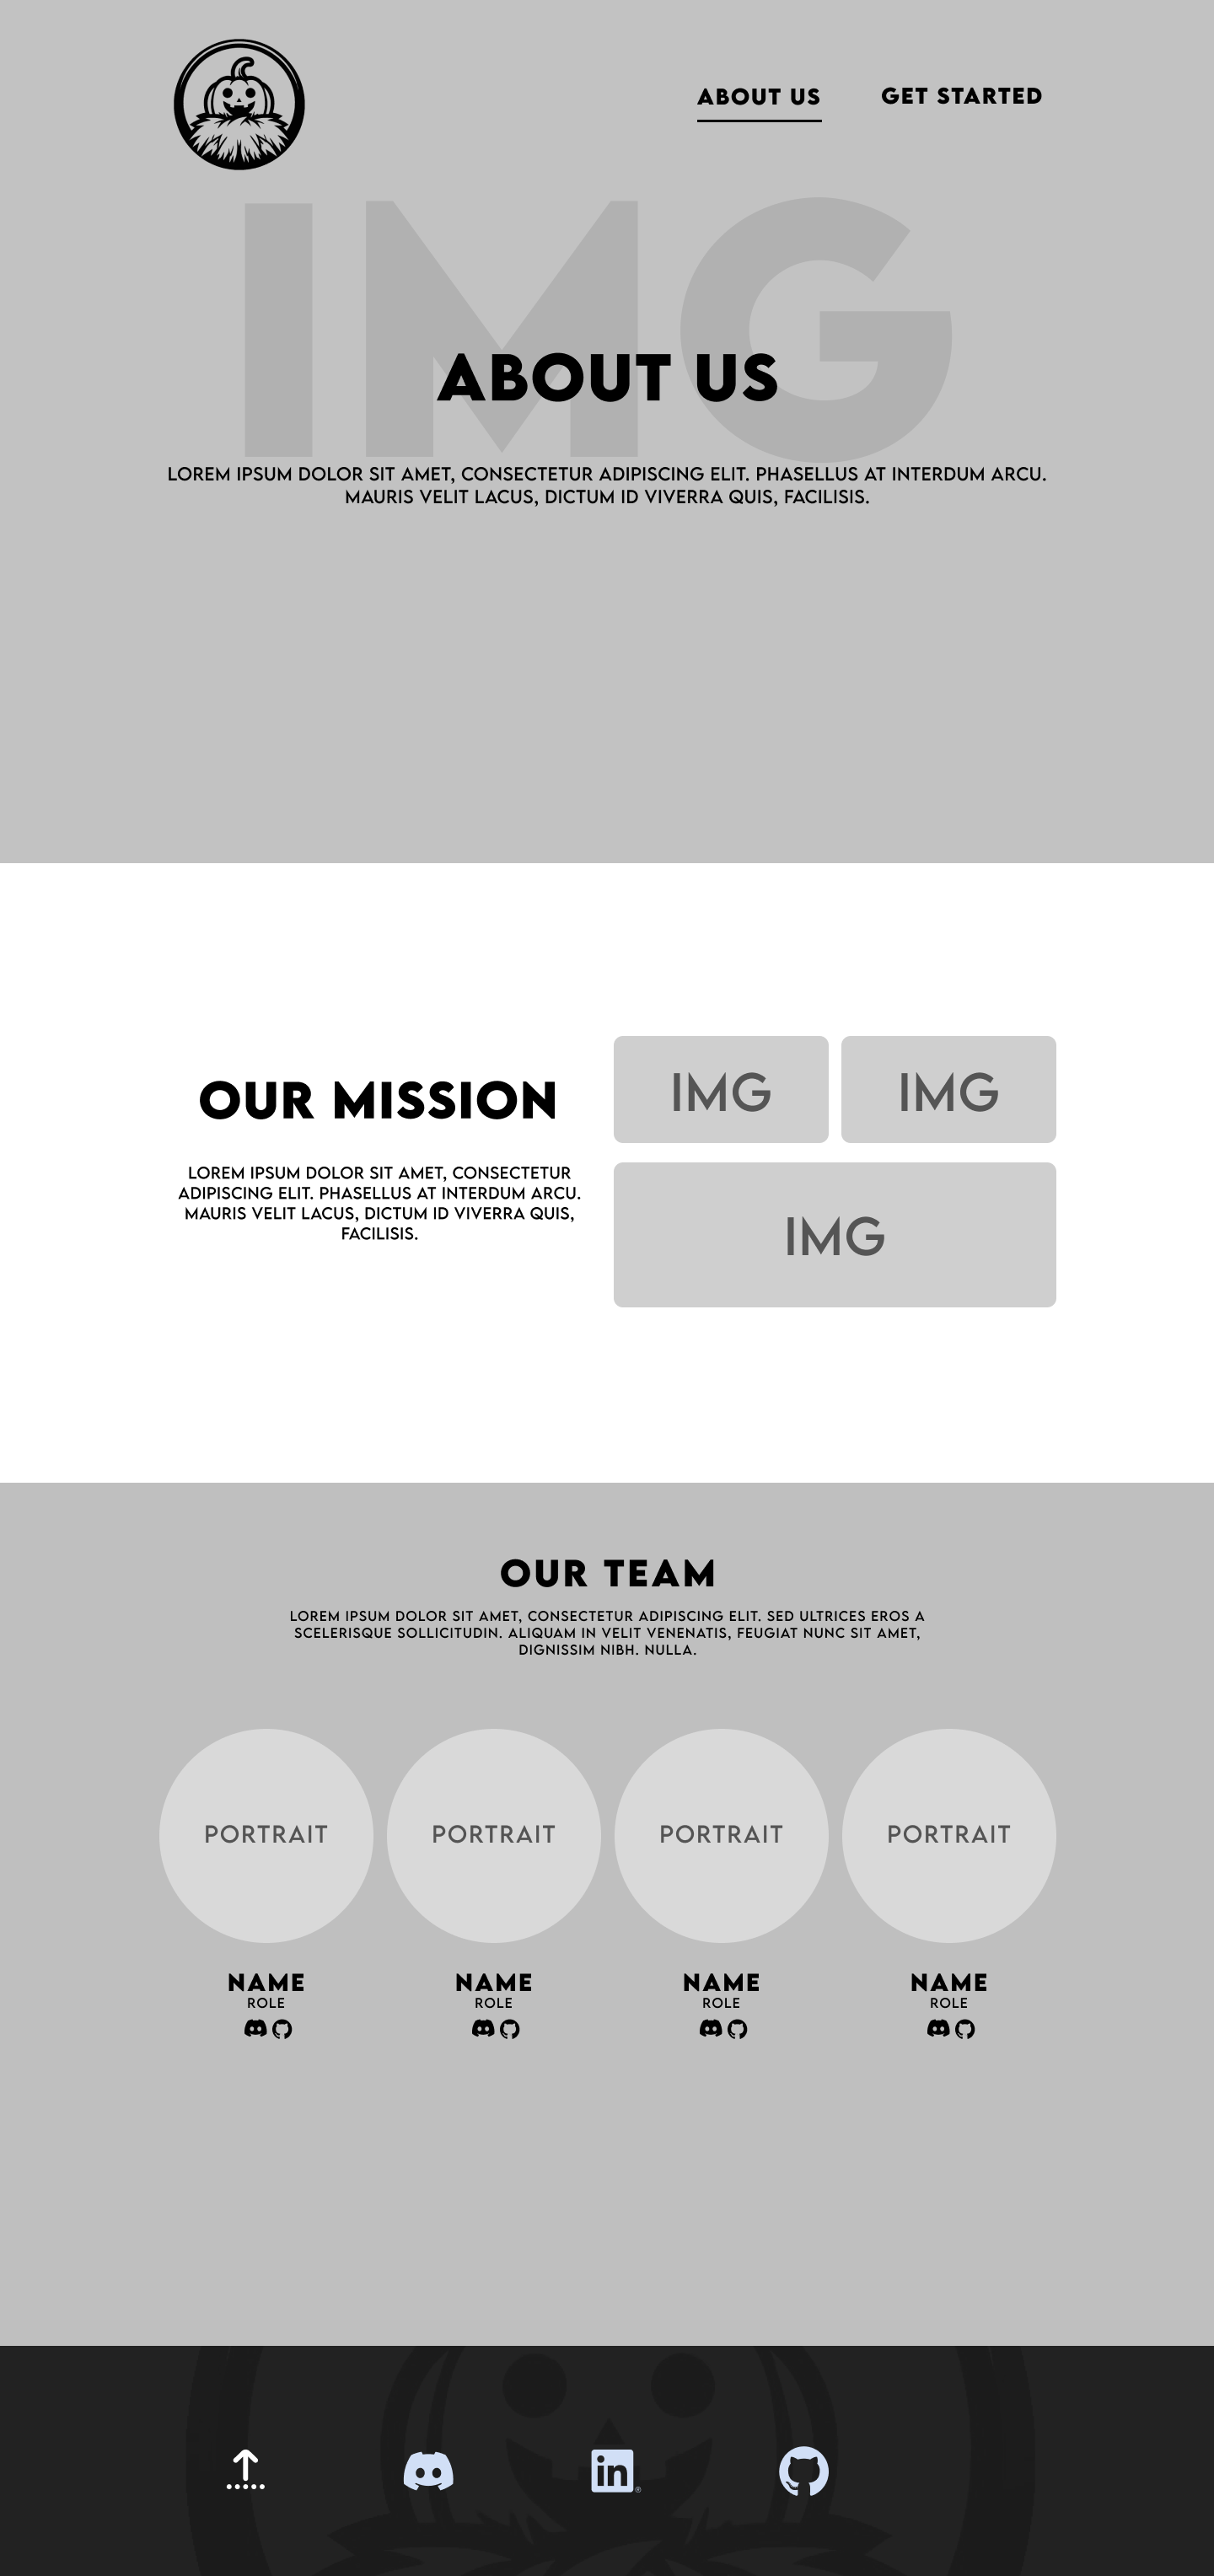 ABOUT US
GET STARTED
IMG
ABOUT US
LOREM IPSUM DOLOR SIT AMET, CONSECTETUR ADIPISCING ELIT. PHASELLUS AT INTERDUM ARCU.
MAURIS VELIT LACUS, DICTUM ID VIVERRA QUIS, FACILISIS.
OUR MISSION
LOREM IPSUM DOLOR SIT AMET, CONSECTETUR
ADIPISCING ELIT. PHASELLUS AT INTERDUM ARCU.
MAURIS VELIT LACUS, DICTUM ID VIVERRA QUIS,
FACILISIS.
IMG
IMG
IMG
OUR TEAM
LOREM IPSUM DOLOR SIT AMET, CONSECTETUR ADIPISCING ELIT. SED ULTRICES EROS A
SCELERISQUE SOLLICITUDIN. ALIQUAM IN VELIT VENENATIS, FEUGIAT NUNC SIT AMET,
DIGNISSIM NIBH. NULLA.
PORTRAIT
PORTRAIT
PORTRAIT
PORTRAIT
NAME
ROLE
NAME
ROLE
NAME
ROLE
NAME
ROLE
in®